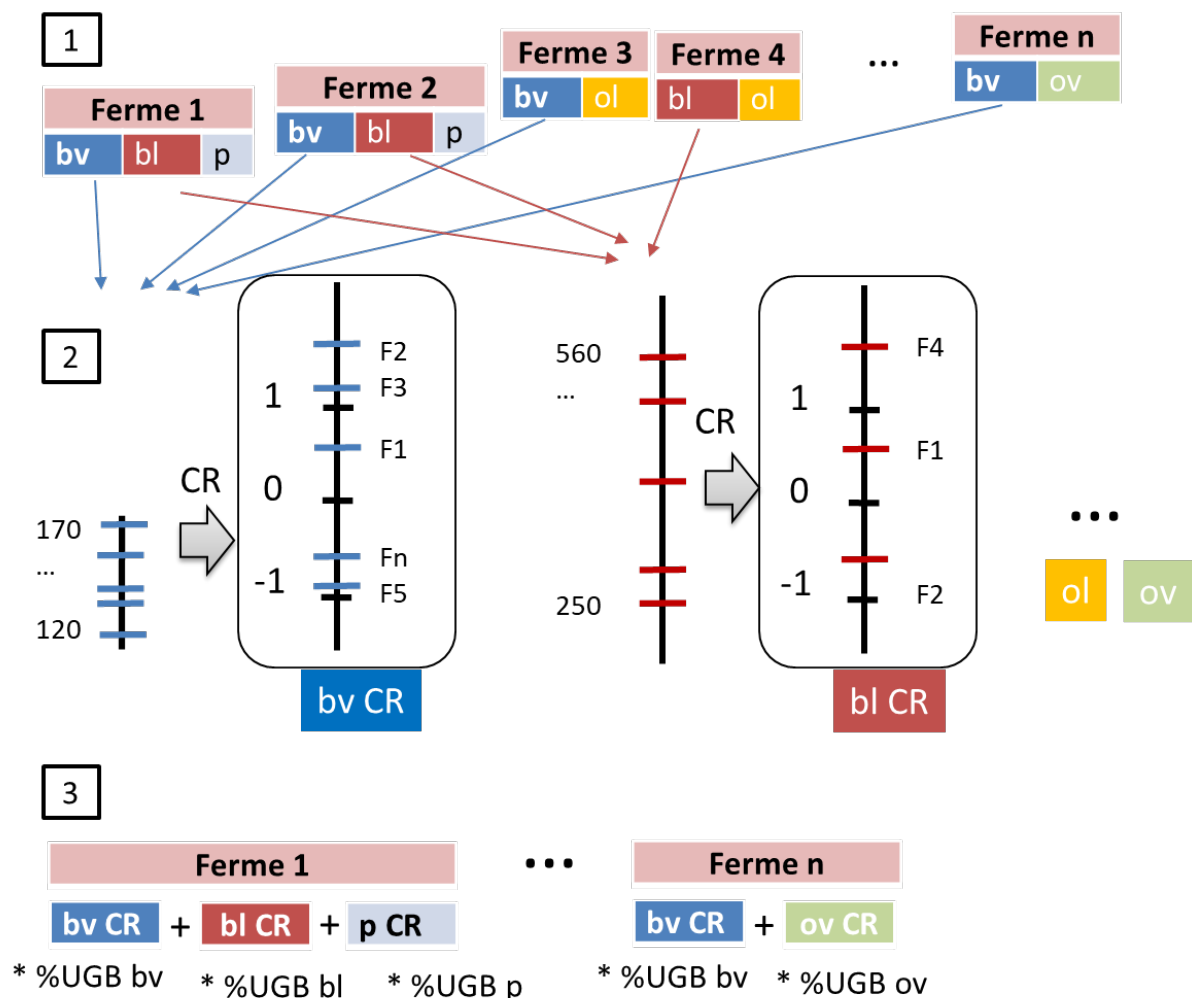 1
Ferme 1
bv bl p
Ferme 2
bv bl p
Ferme 3
bv ol
Ferme 4
bl ol
...
Ferme n
bv ov
2
170
...
120
CR
1
0
-1
F2
F3
F1
Fn
F5
bv CR
560
...
250
CR
1
0
-1
F4
F1
F2
bl CR
...
ol ov
3
Ferme 1
bv CR + bl CR + p CR
* %UGB bv * %UGB bl * %UGB p
...
Ferme n
bv CR + ov CR
* %UGB bv * %UGB ov